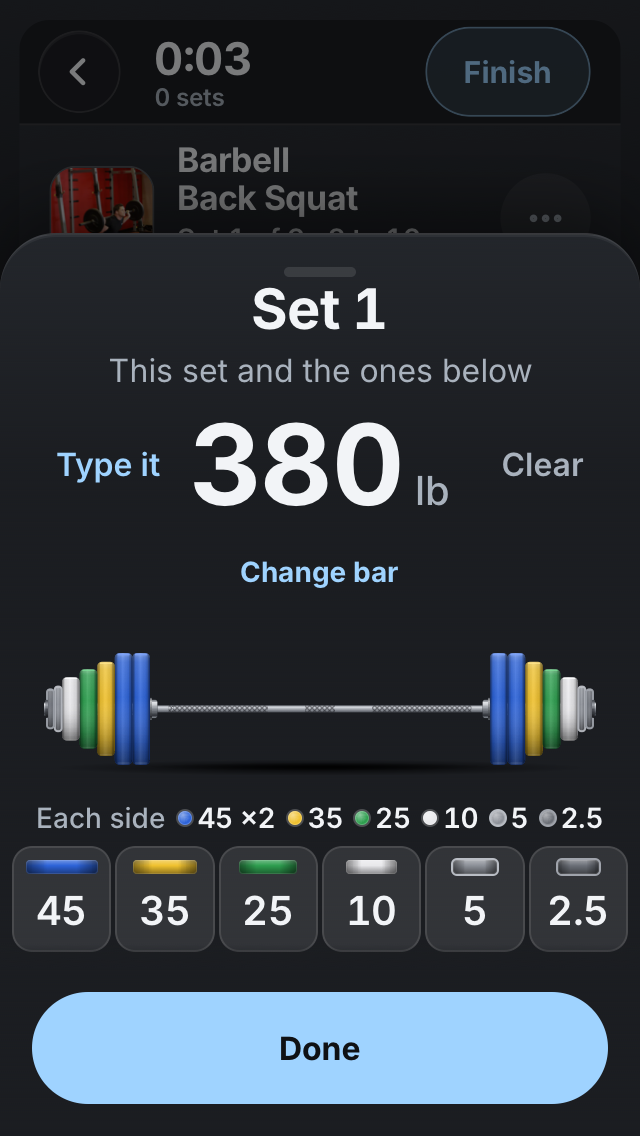 0:03
0 sets
Finish
Barbell
Back Squat
Set 1
This set and the ones below
Type it
380 lb
Clear
Change bar
Each side 45 ×2 35 25 10 5 2.5
45 35 25 10 5 2.5
Done